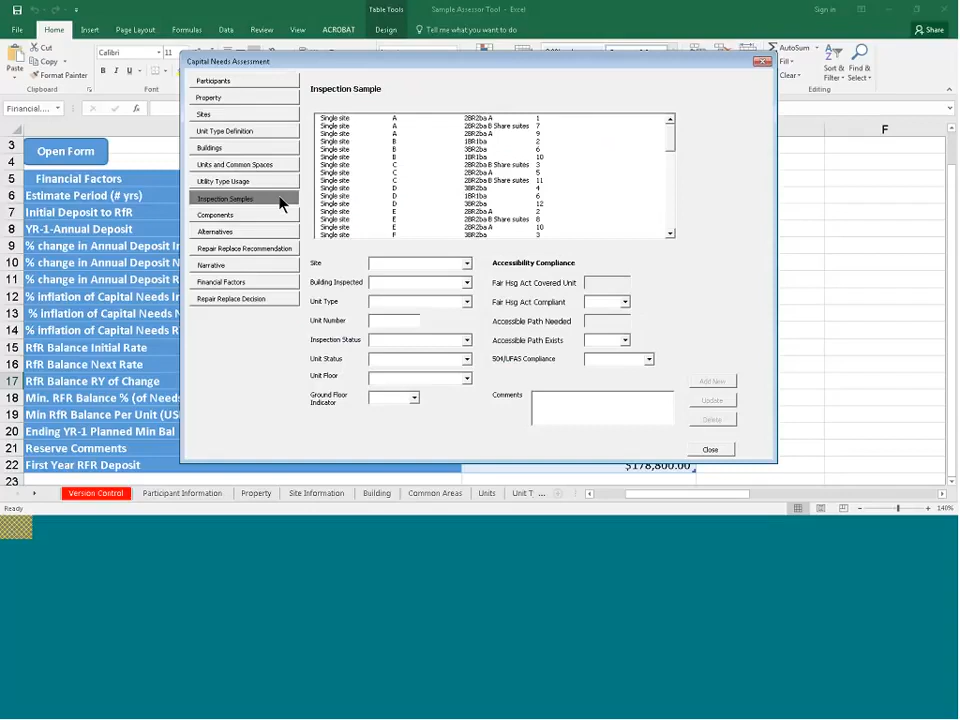 Table Tools
Sample Assessor Tool - Excel
Sign in
File
Home
Insert
Page Layout
Formulas
Data
Review
View
ACROBAT
Design
Tell me what you want to do
Share
Paste
Cut
Copy
Format Painter
Clipboard
Calibri
11
B I U
AutoSum
Fill
Clear
Sort & Filter
Find & Select
Editing
Financial....
fx
F
3
4
5
6
7
8
9
10
11
12
13
14
15
16
17
18
19
20
21
22
23
Open Form
Financial Factors
Estimate Period (# yrs)
Initial Deposit to RfR
YR-1-Annual Deposit
% change in Annual Deposit In
% change in Annual Deposit N
% change in Annual Deposit R
% inflation of Capital Needs In
% inflation of Capital Needs N
% inflation of Capital Needs R
RfR Balance Initial Rate
RfR Balance Next Rate
RfR Balance RY of Change
Min. RFR Balance % (of Needs
Min RfR Balance Per Unit (US
Ending YR-1 Planned Min Bal
Reserve Comments
First Year RFR Deposit
$178,800.00
Capital Needs Assessment
Participants
Property
Sites
Unit Type Definition
Buildings
Units and Common Spaces
Utility Type Usage
Inspection Samples
Components
Alternatives
Repair Replace Recommendation
Narrative
Financial Factors
Repair Replace Decision
Inspection Sample
Single site A 2BR2ba A 1
Single site A 2BR2ba B Share suites 7
Single site A 2BR2ba A 9
Single site B 1BR1ba 2
Single site B 3BR2ba 6
Single site B 1BR1ba 10
Single site C 2BR2ba B Share suites 3
Single site C 2BR2ba A 5
Single site C 2BR2ba B Share suites 11
Single site D 3BR2ba 4
Single site D 1BR1ba 6
Single site D 3BR2ba 12
Single site E 2BR2ba A 2
Single site E 2BR2ba B Share suites 8
Single site E 2BR2ba A 10
Single site F 3BR2ba 3
Site
Building Inspected
Unit Type
Unit Number
Inspection Status
Unit Status
Unit Floor
Ground Floor
Indicator
Accessibility Compliance
Fair Hsg Act Covered Unit
Fair Hsg Act Compliant
Accessible Path Needed
Accessible Path Exists
504/UFAS Compliance
Comments
Add New
Update
Delete
Close
Version Control
Participant Information
Property
Site Information
Building
Common Areas
Units
Unit T ...
Ready
140%